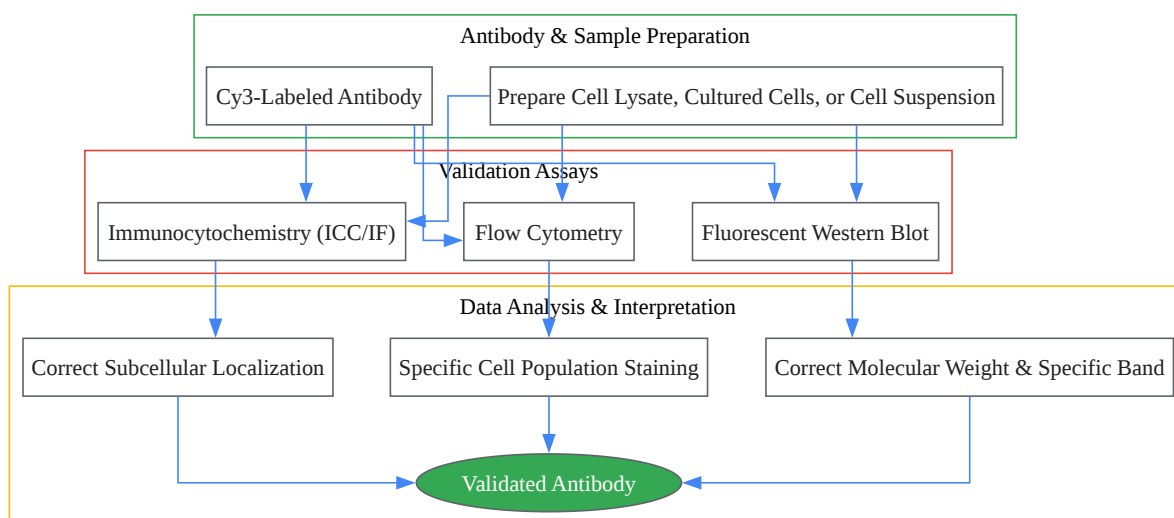 Antibody & Sample Preparation
Cy3-Labeled Antibody
Prepare Cell Lysate, Cultured Cells, or Cell Suspension
Validation Assays
Immunocytochemistry (ICC/IF)
Flow Cytometry
Fluorescent Western Blot
Data Analysis & Interpretation
Correct Subcellular Localization
Specific Cell Population Staining
Correct Molecular Weight & Specific Band
Validated Antibody